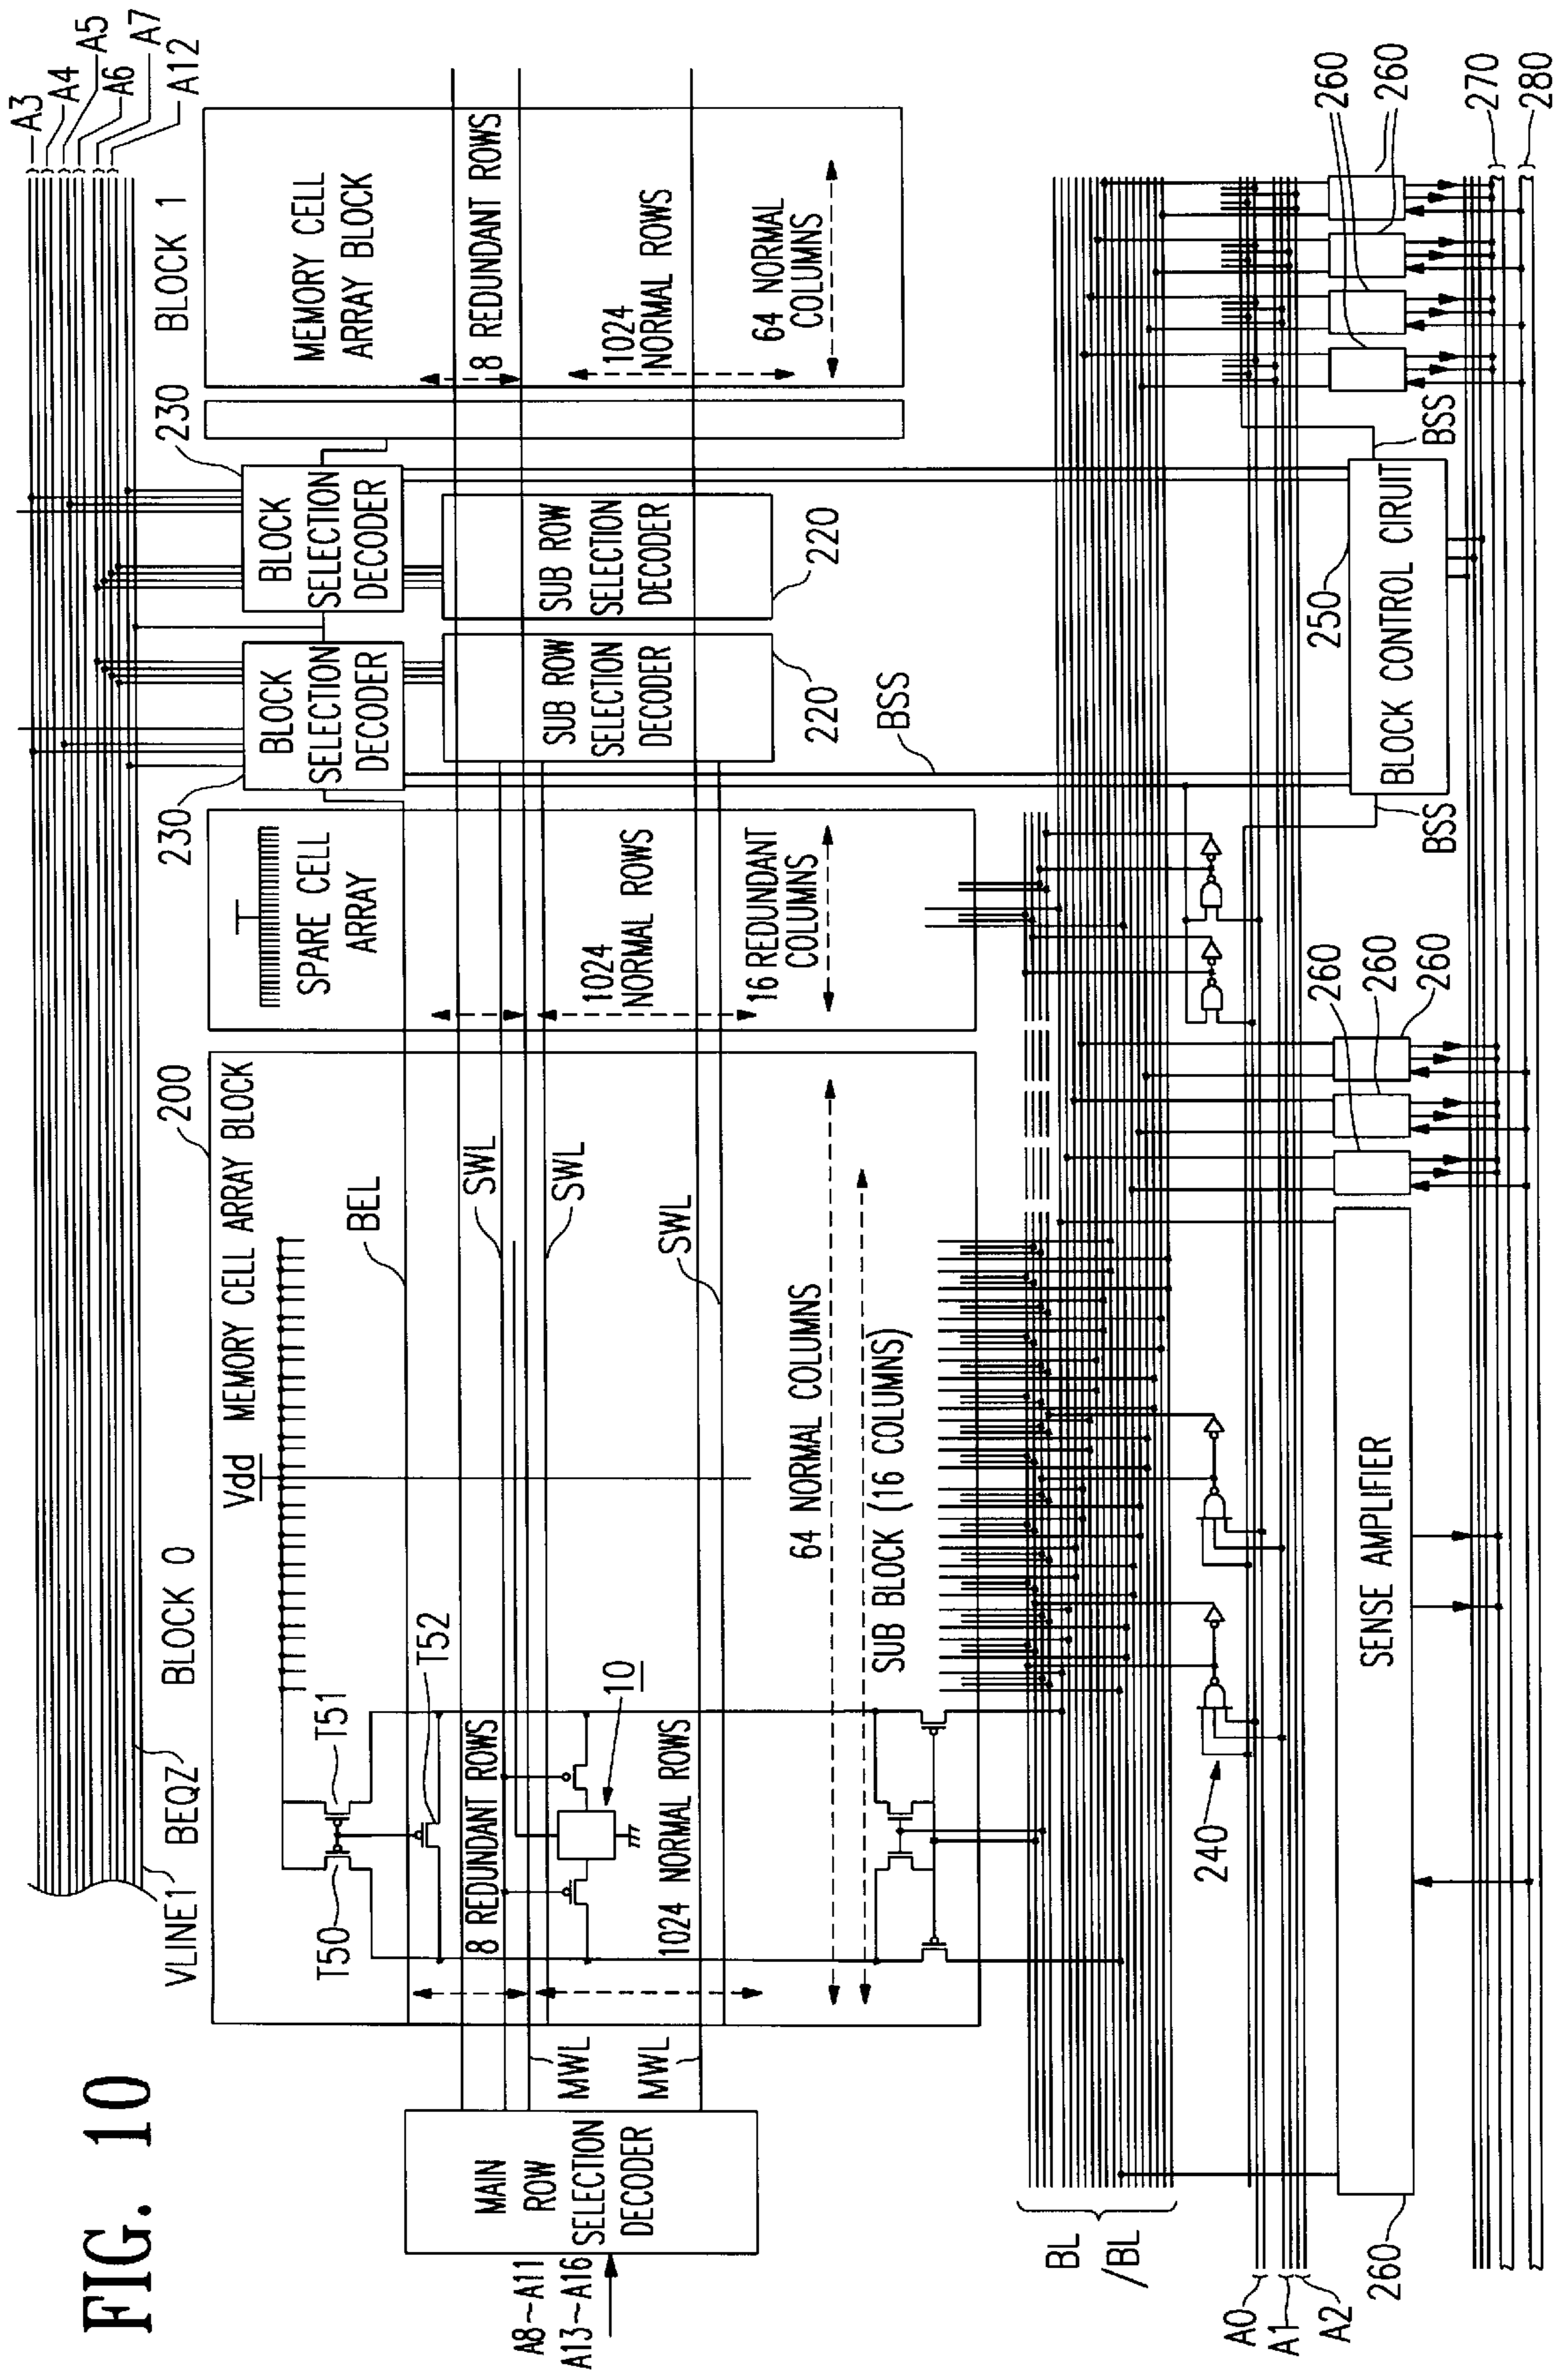 FIG. 10
A3
A4
A5
A6
A7
A12
VLINE1
BEQZ
BLOCK 0
BLOCK 1
200
230
230
MEMORY CELL ARRAY BLOCK
Vdd
T50
T51
T52
BEL
SWL
SWL
SWL
8 REDUNDANT ROWS
10
1024 NORMAL ROWS
64 NORMAL COLUMNS
SUB BLOCK (16 COLUMNS)
MAIN
ROW
SELECTION
DECODER
A8~A11
A13~A16
MWL
MWL
SPARE CELL
ARRAY
1024
NORMAL ROWS
16 REDUNDANT
COLUMNS
BLOCK
SELECTION
DECODER
BLOCK
SELECTION
DECODER
SUB ROW
SELECTION
DECODER
SUB ROW
SELECTION
DECODER
220
220
BSS
MEMORY CELL
ARRAY BLOCK
8 REDUNDANT ROWS
1024
NORMAL ROWS
64 NORMAL
COLUMNS
BL
/BL
240
A0
A1
A2
260
SENSE AMPLIFIER
260
260
260
BSS
250
BLOCK CONTROL CIRUIT
BSS
260
260
270
280